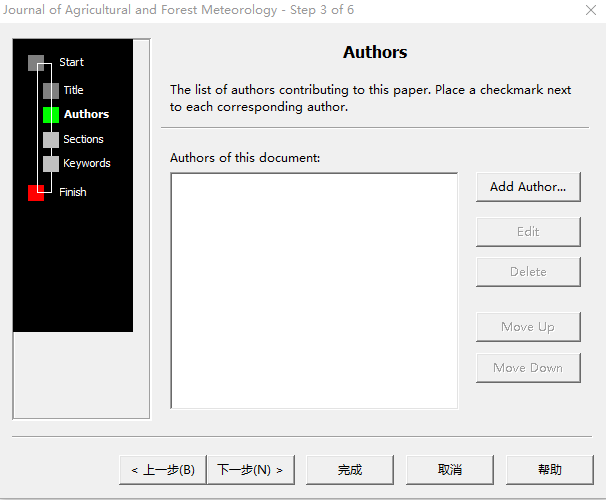 Journal of Agricultural and Forest Meteorology - Step 3 of 6
Start
Title
Authors
Sections
Keywords
Finish
Authors
The list of authors contributing to this paper. Place a checkmark next
to each corresponding author.
Authors of this document:
Add Author...
Edit
Delete
Move Up
Move Down
< 上一步(B)
下一步(N) >
完成
取消
帮助